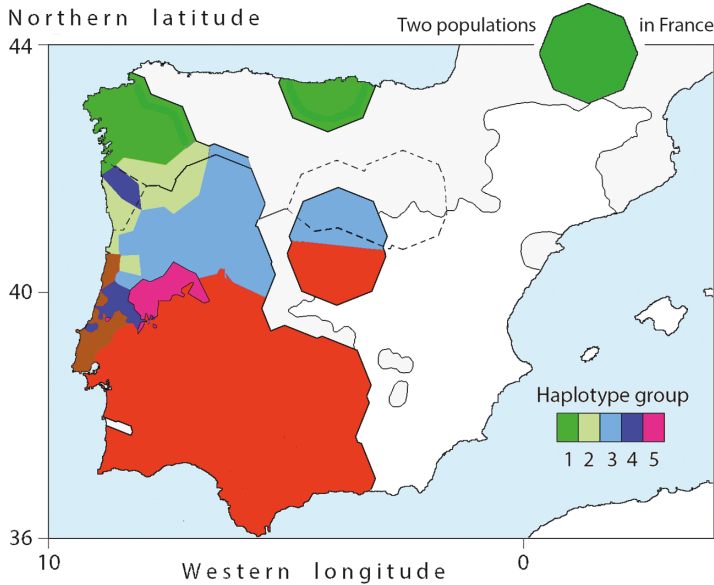 Northern latitude
Two populations in France
44
40
36
Haplotype group
1 2 3 4 5
10 0
Western longitude